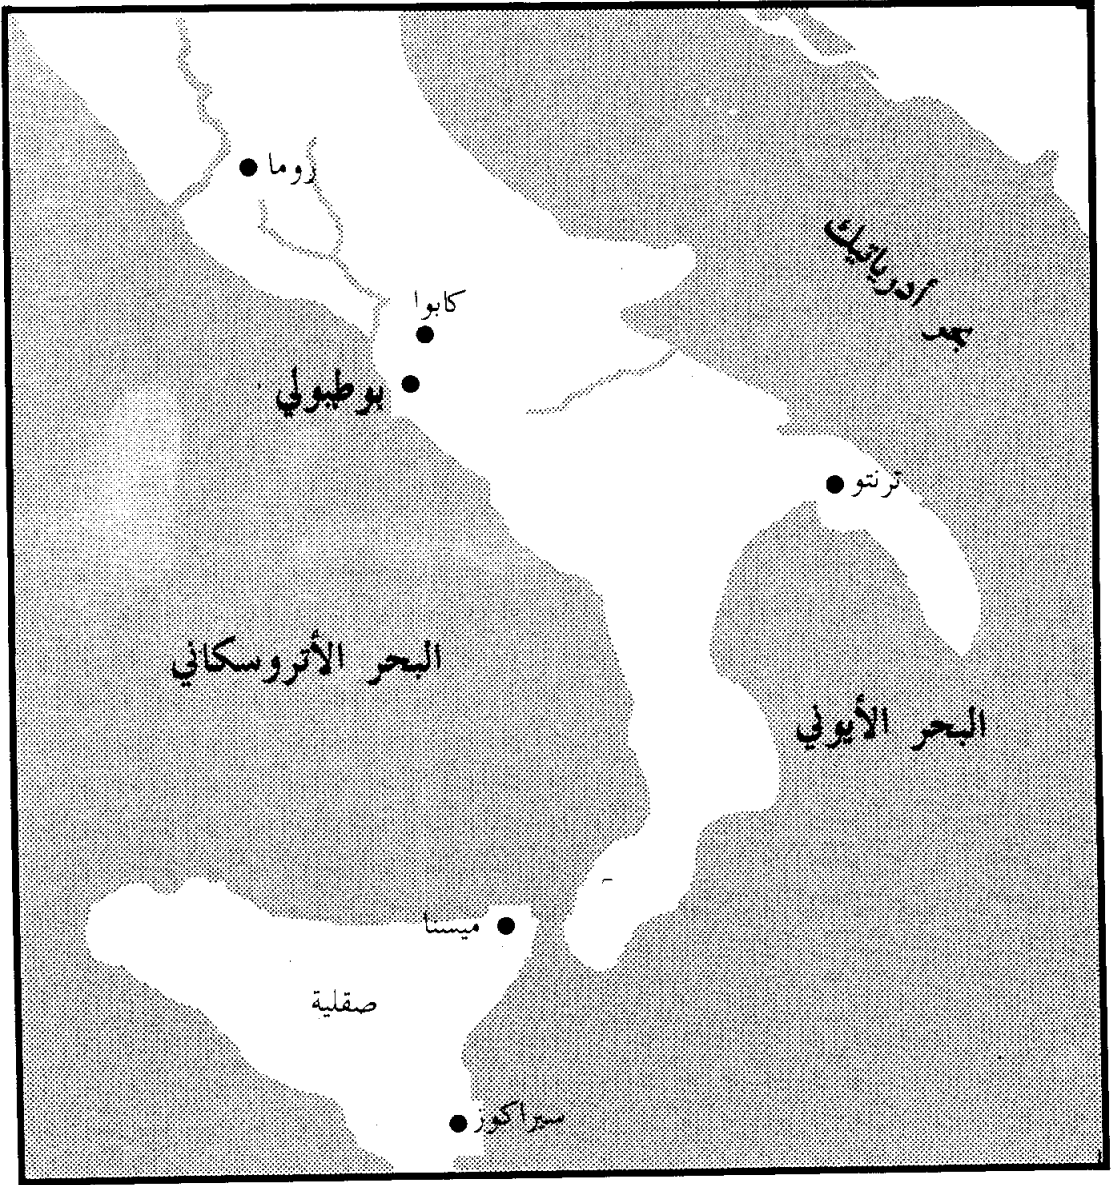 روما
بحر أدرياتيك
كابوا
بوطيولي
ترنتو
البحر الأتروسكاني
البحر الأيوني
ميسنا
صقلية
سيراكوز